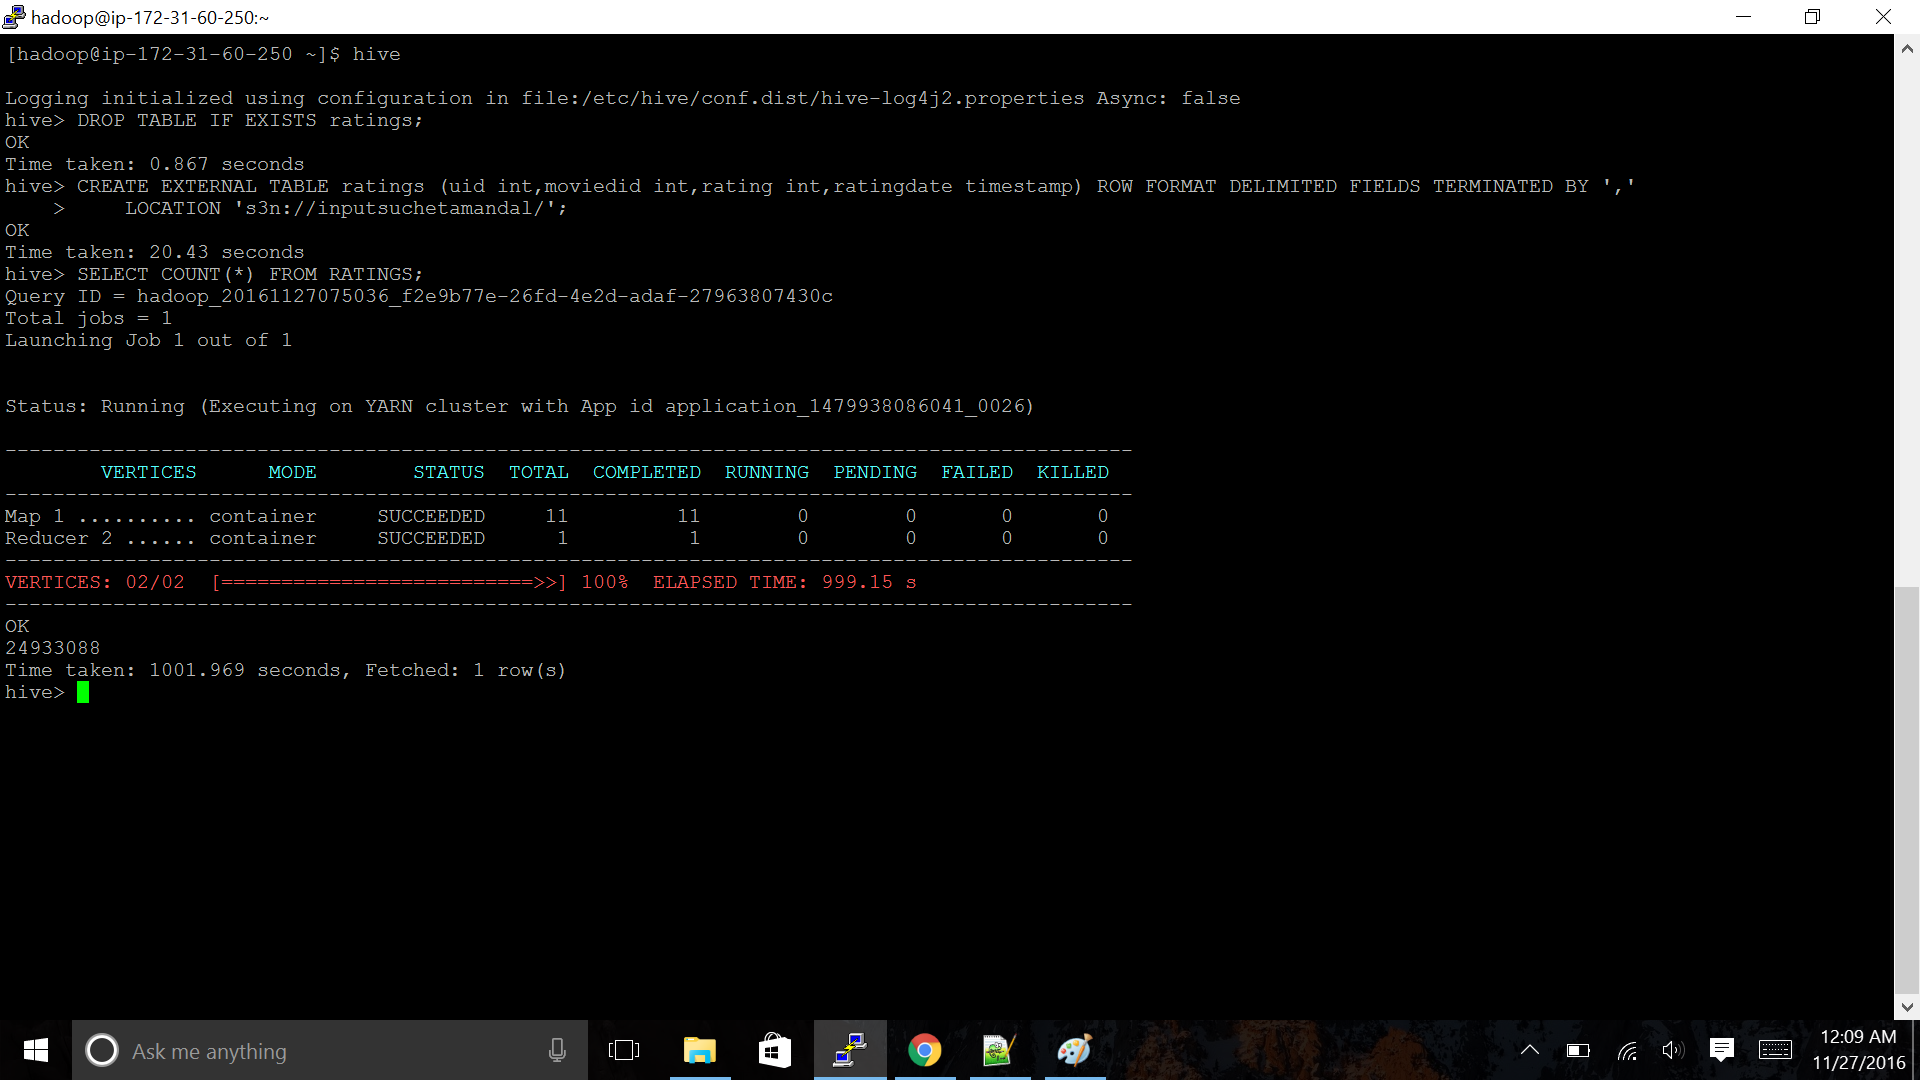 hadoop@ip-172-31-60-250:~
[hadoop@ip-172-31-60-250 ~]$ hive
Logging initialized using configuration in file:/etc/hive/conf.dist/hive-log4j2.properties Async: false
hive> DROP TABLE IF EXISTS ratings;
OK
Time taken: 0.867 seconds
hive> CREATE EXTERNAL TABLE ratings (uid int,moviedid int,rating int,ratingdate timestamp) ROW FORMAT DELIMITED FIELDS TERMINATED BY ','
    >     LOCATION 's3n://inputsuchetamandal/';
OK
Time taken: 20.43 seconds
hive> SELECT COUNT(*) FROM RATINGS;
Query ID = hadoop_20161127075036_f2e9b77e-26fd-4e2d-adaf-27963807430c
Total jobs = 1
Launching Job 1 out of 1
Status: Running (Executing on YARN cluster with App id application_1479938086041_0026)
----------------------------------------------------------------------------------------------
        VERTICES      MODE        STATUS  TOTAL  COMPLETED  RUNNING  PENDING  FAILED  KILLED
----------------------------------------------------------------------------------------------
Map 1 .......... container     SUCCEEDED     11         11        0        0       0       0
Reducer 2 ...... container     SUCCEEDED      1          1        0        0       0       0
----------------------------------------------------------------------------------------------
VERTICES: 02/02  [==========================>>] 100%  ELAPSED TIME: 999.15 s
----------------------------------------------------------------------------------------------
OK
24933088
Time taken: 1001.969 seconds, Fetched: 1 row(s)
hive>
Ask me anything
12:09 AM
11/27/2016